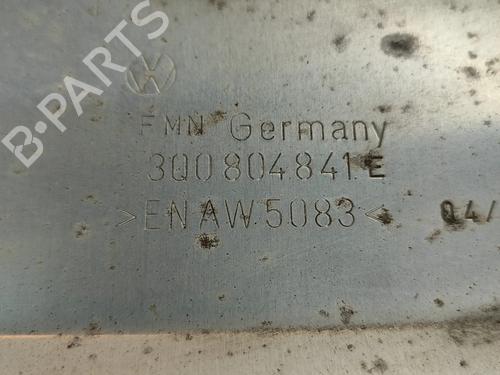 B-PARTS
FMN Germany
3Q0 804 841 E
>EN AW 5083< 04/